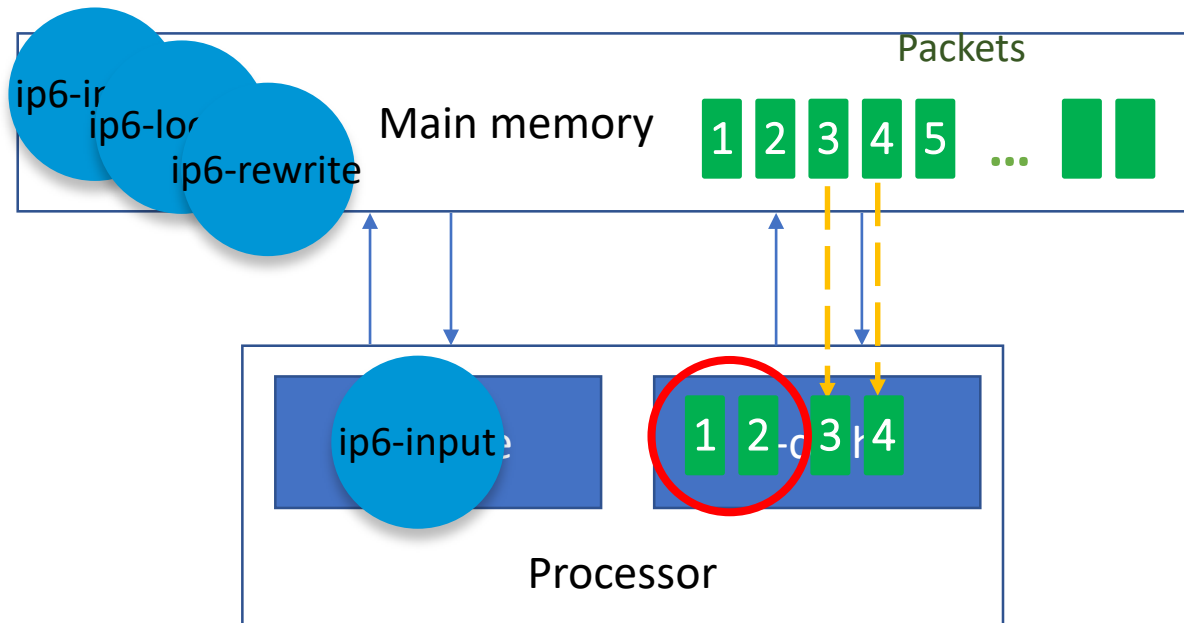 Packets
ip6-in
ip6-loo
ip6-rewrite
Main memory
1 2 3 4 5 ...
ip6-input
1 2 3 4
Processor